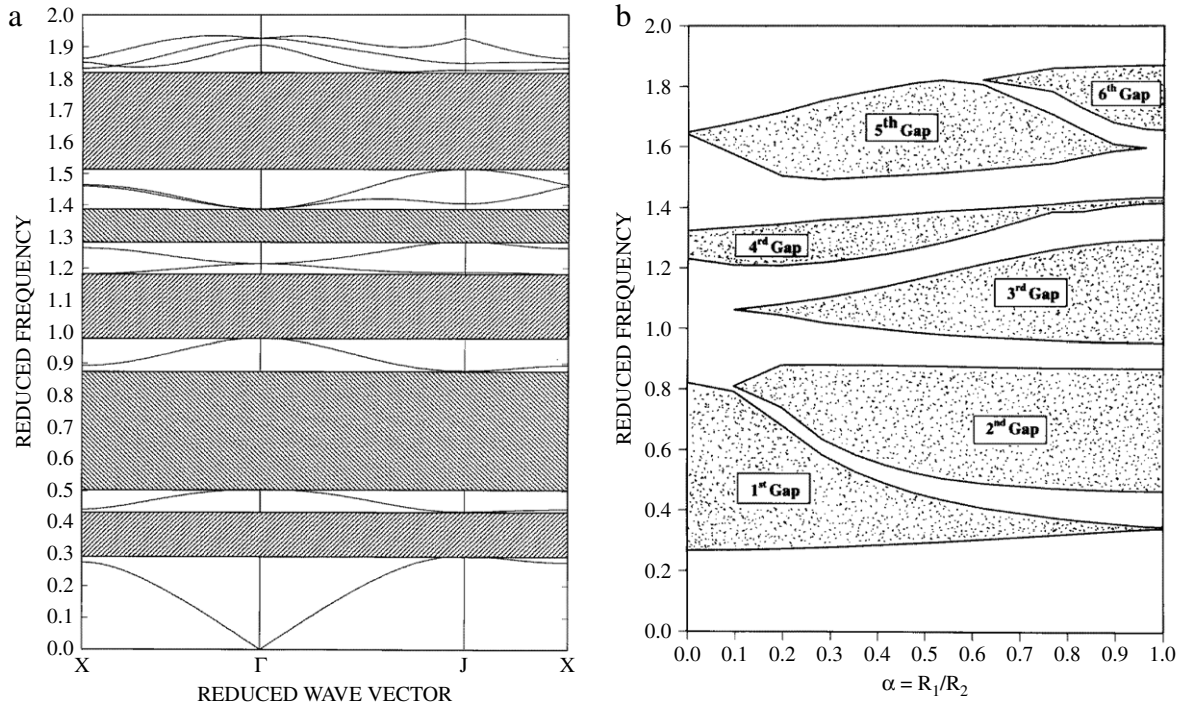 a
2.0
1.9
1.8
1.7
1.6
1.5
1.4
1.3
1.2
1.1
1.0
0.9
0.8
0.7
0.6
0.5
0.4
0.3
0.2
0.1
0.0
REDUCED FREQUENCY
X Γ J X
REDUCED WAVE VECTOR
b
2.0
1.8
1.6
1.4
1.2
1.0
0.8
0.6
0.4
0.2
0.0
REDUCED FREQUENCY
6th Gap
5th Gap
4rd Gap
3rd Gap
2nd Gap
1st Gap
0.0 0.1 0.2 0.3 0.4 0.5 0.6 0.7 0.8 0.9 1.0
α = R1/R2